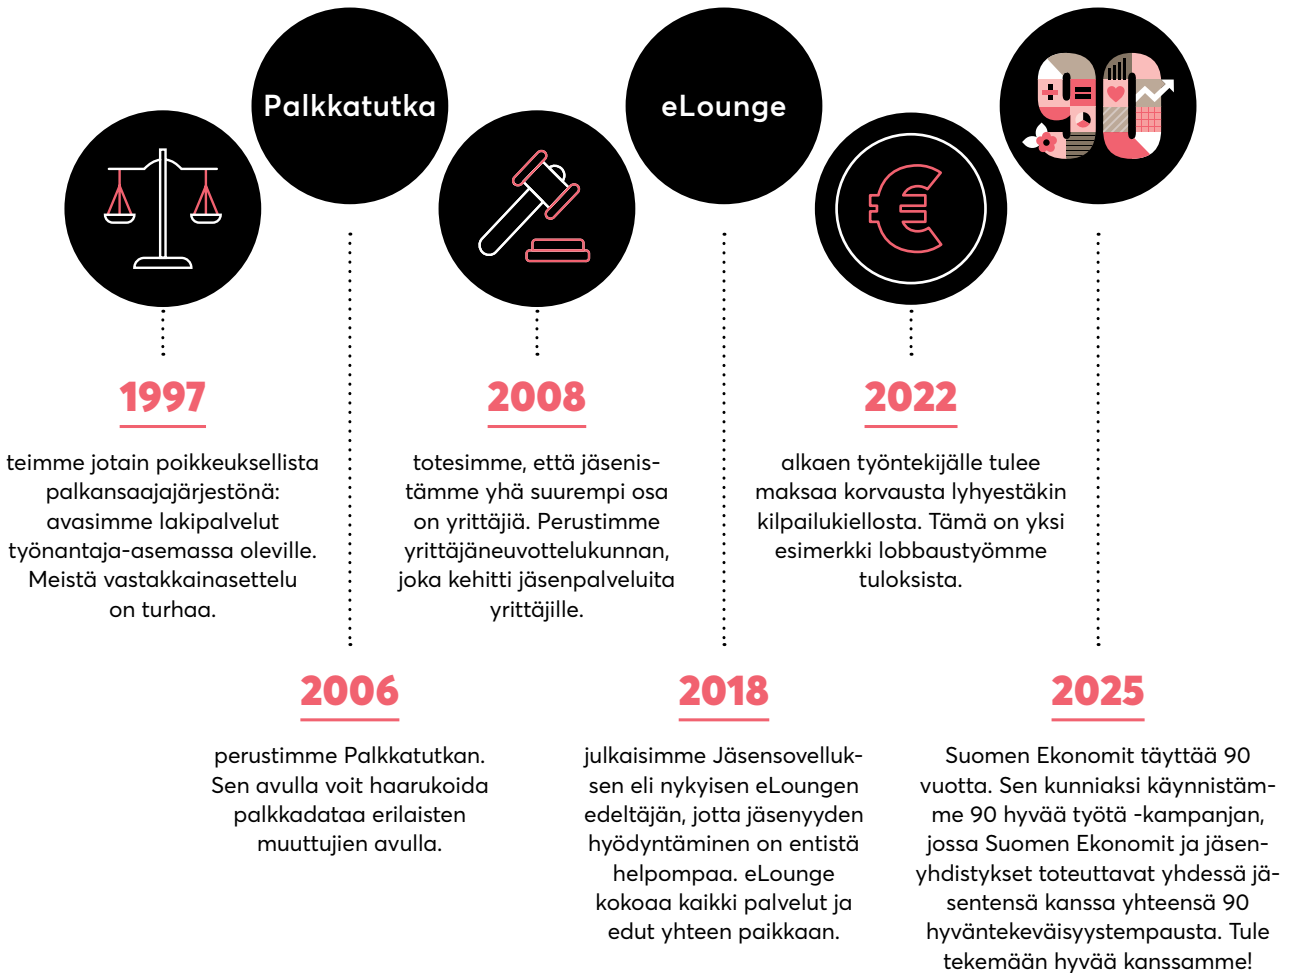 Palkkatutka
eLounge
90
1997
teimme jotain poikkeuksellista
palkansaajajärjestönä:
avasimme lakipalvelut
työnantaja-asemassa oleville.
Meistä vastakkainasettelu
on turhaa.
2006
perustimme Palkkatutkan.
Sen avulla voit haarukoida
palkkadataa erilaisten
muuttujien avulla.
2008
totesimme, että jäsenis-
tämme yhä suurempi osa
on yrittäjiä. Perustimme
yrittäjäneuvottelukunnan,
joka kehitti jäsenpalveluita
yrittäjille.
2018
julkaisimme Jäsensovelluk-
sen eli nykyisen eLoungen
edeltäjän, jotta jäsenyyden
hyödyntäminen on entistä
helpompaa. eLounge
kokoaa kaikki palvelut ja
edut yhteen paikkaan.
2022
alkaen työntekijälle tulee
maksaa korvausta lyhyestäkin
kilpailukiellosta. Tämä on yksi
esimerkki lobbaustyömme
tuloksista.
2025
Suomen Ekonomit täyttää 90
vuotta. Sen kunniaksi käynnistäm-
me 90 hyvää työtä -kampanjan,
jossa Suomen Ekonomit ja jäsen-
yhdistykset toteuttavat yhdessä jä-
sentensä kanssa yhteensä 90
hyväntekeväisyystempausta. Tule
tekemään hyvää kanssamme!